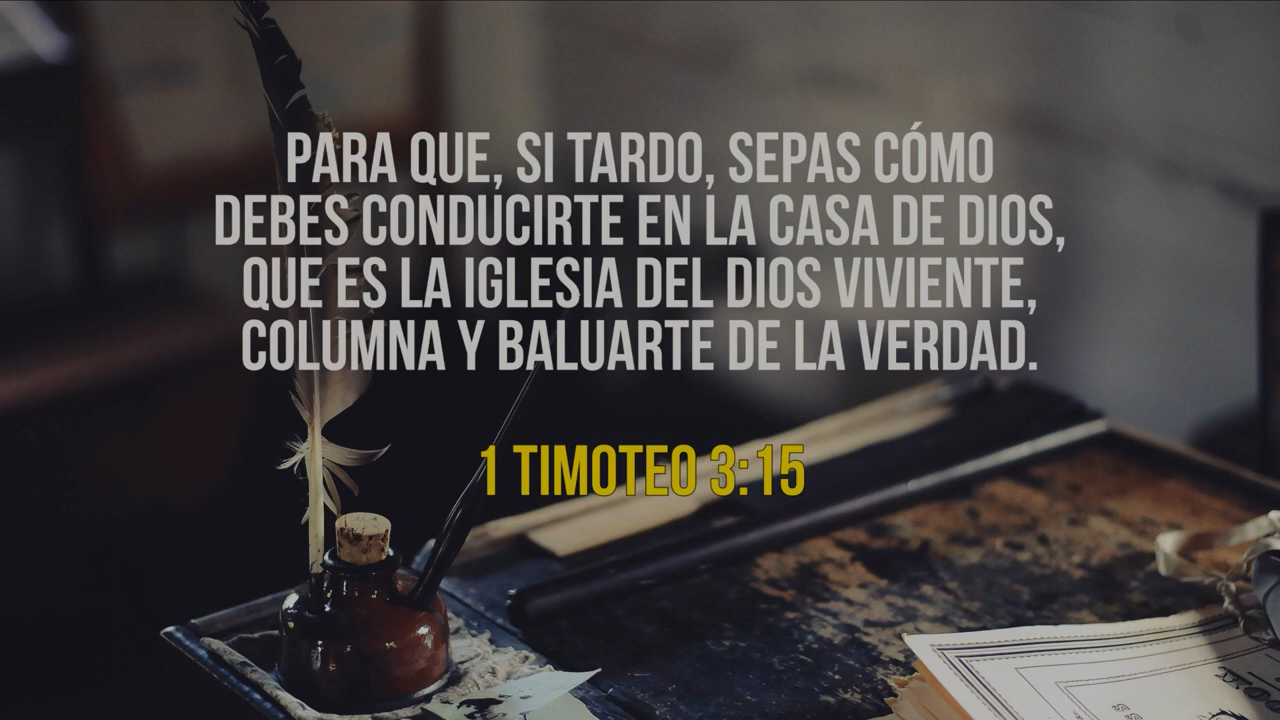 PARA QUE, SI TARDO, SEPAS CÓMO
DEBES CONDUCIRTE EN LA CASA DE DIOS,
QUE ES LA IGLESIA DEL DIOS VIVIENTE,
COLUMNA Y BALUARTE DE LA VERDAD.
1 TIMOTEO 3:15